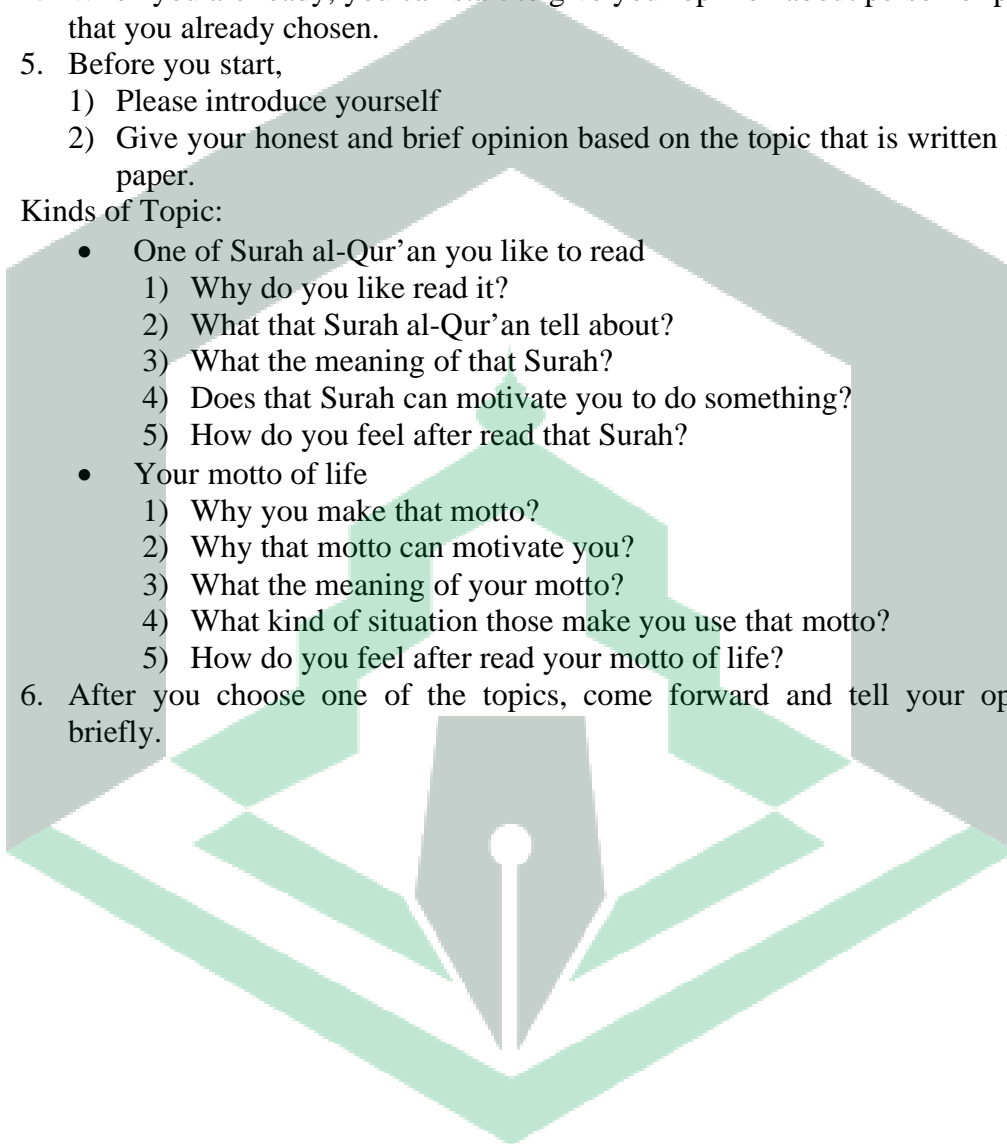 that you already chosen.
5. Before you start,
1) Please introduce yourself
2) Give your honest and brief opinion based on the topic that is written
paper.
Kinds of Topic:
• One of Surah al-Qur’an you like to read
1) Why do you like read it?
2) What that Surah al-Qur’an tell about?
3) What the meaning of that Surah?
4) Does that Surah can motivate you to do something?
5) How do you feel after read that Surah?
• Your motto of life
1) Why you make that motto?
2) Why that motto can motivate you?
3) What the meaning of your motto?
4) What kind of situation those make you use that motto?
5) How do you feel after read your motto of life?
6. After you choose one of the topics, come forward and tell your op
briefly.